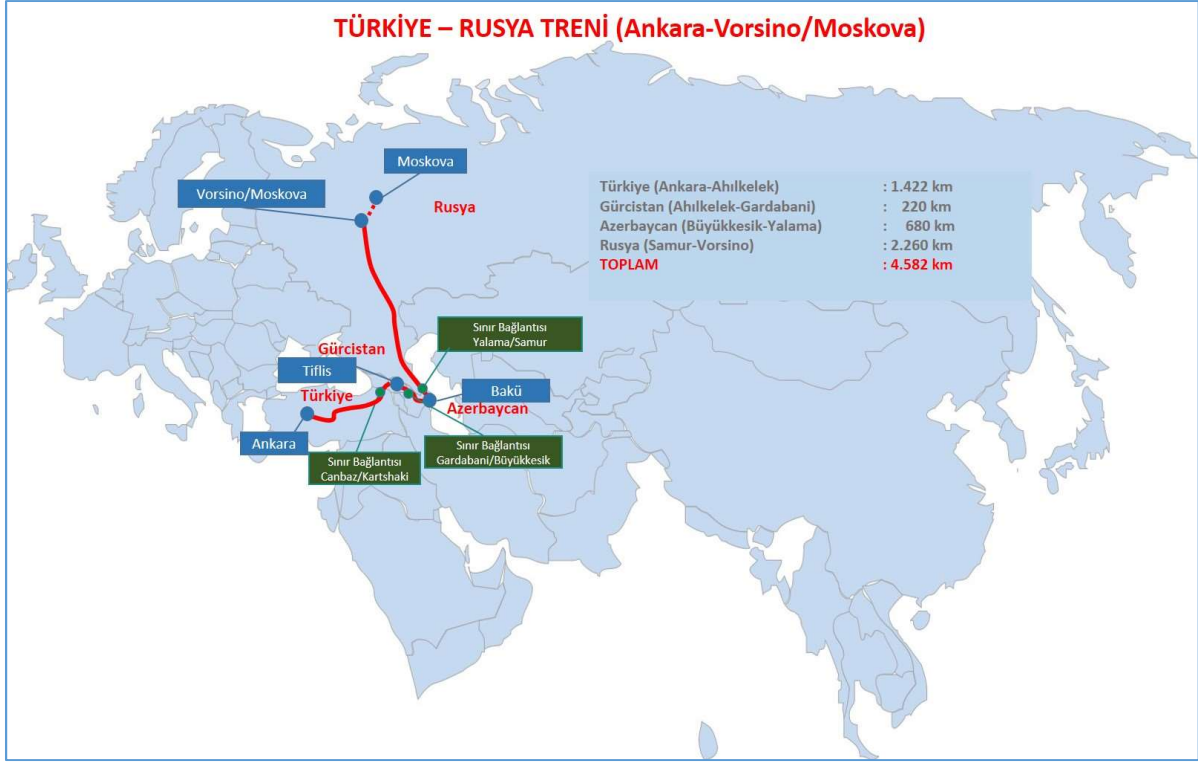 TÜRKİYE – RUSYA TRENİ (Ankara-Vorsino/Moskova)
Moskova
Vorsino/Moskova
Rusya
Türkiye (Ankara-Ahılkelek) : 1.422 km
Gürcistan (Ahılkelek-Gardabani) : 220 km
Azerbaycan (Büyükkesik-Yalama) : 680 km
Rusya (Samur-Vorsino) : 2.260 km
TOPLAM : 4.582 km
Sınır Bağlantısı
Yalama/Samur
Gürcistan
Tiflis
Türkiye
Bakü
Azerbaycan
Ankara
Sınır Bağlantısı
Gardabani/Büyükkesik
Sınır Bağlantısı
Canbaz/Kartshaki